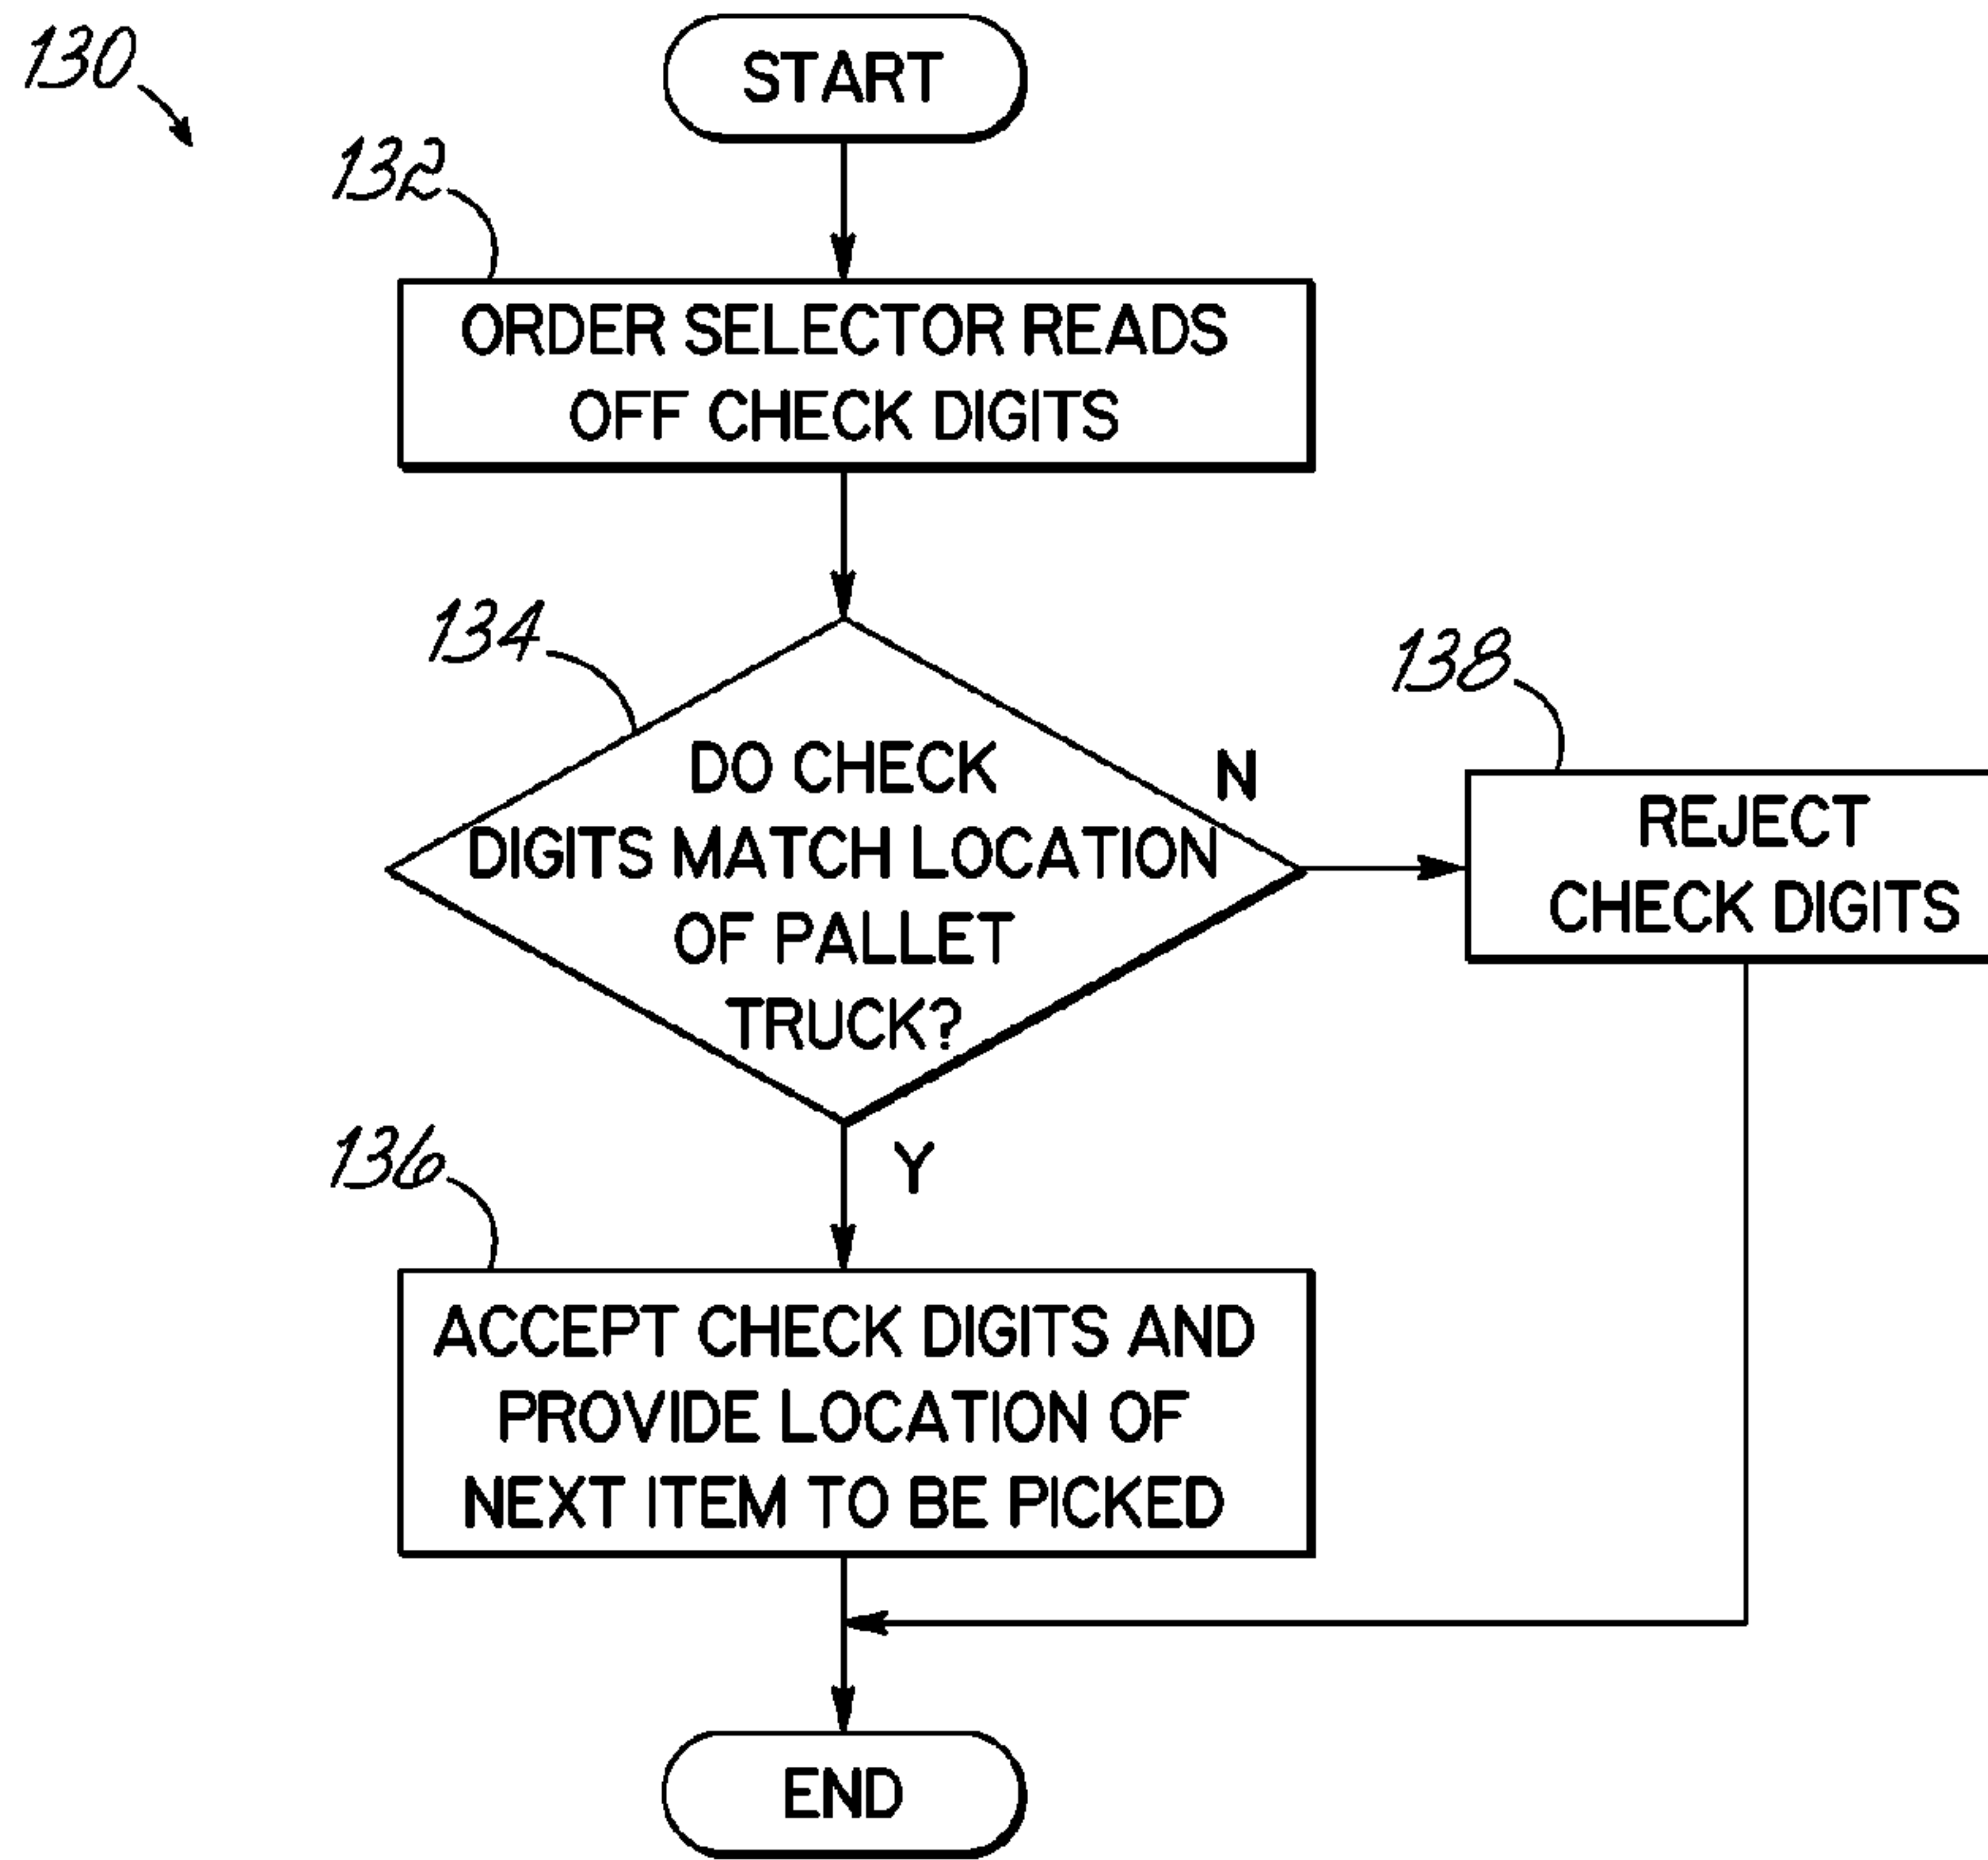 130
START
132
ORDER SELECTOR READS
OFF CHECK DIGITS
134
DO CHECK
DIGITS MATCH LOCATION
OF PALLET
TRUCK?
N
138
REJECT
CHECK DIGITS
Y
136
ACCEPT CHECK DIGITS AND
PROVIDE LOCATION OF
NEXT ITEM TO BE PICKED
END